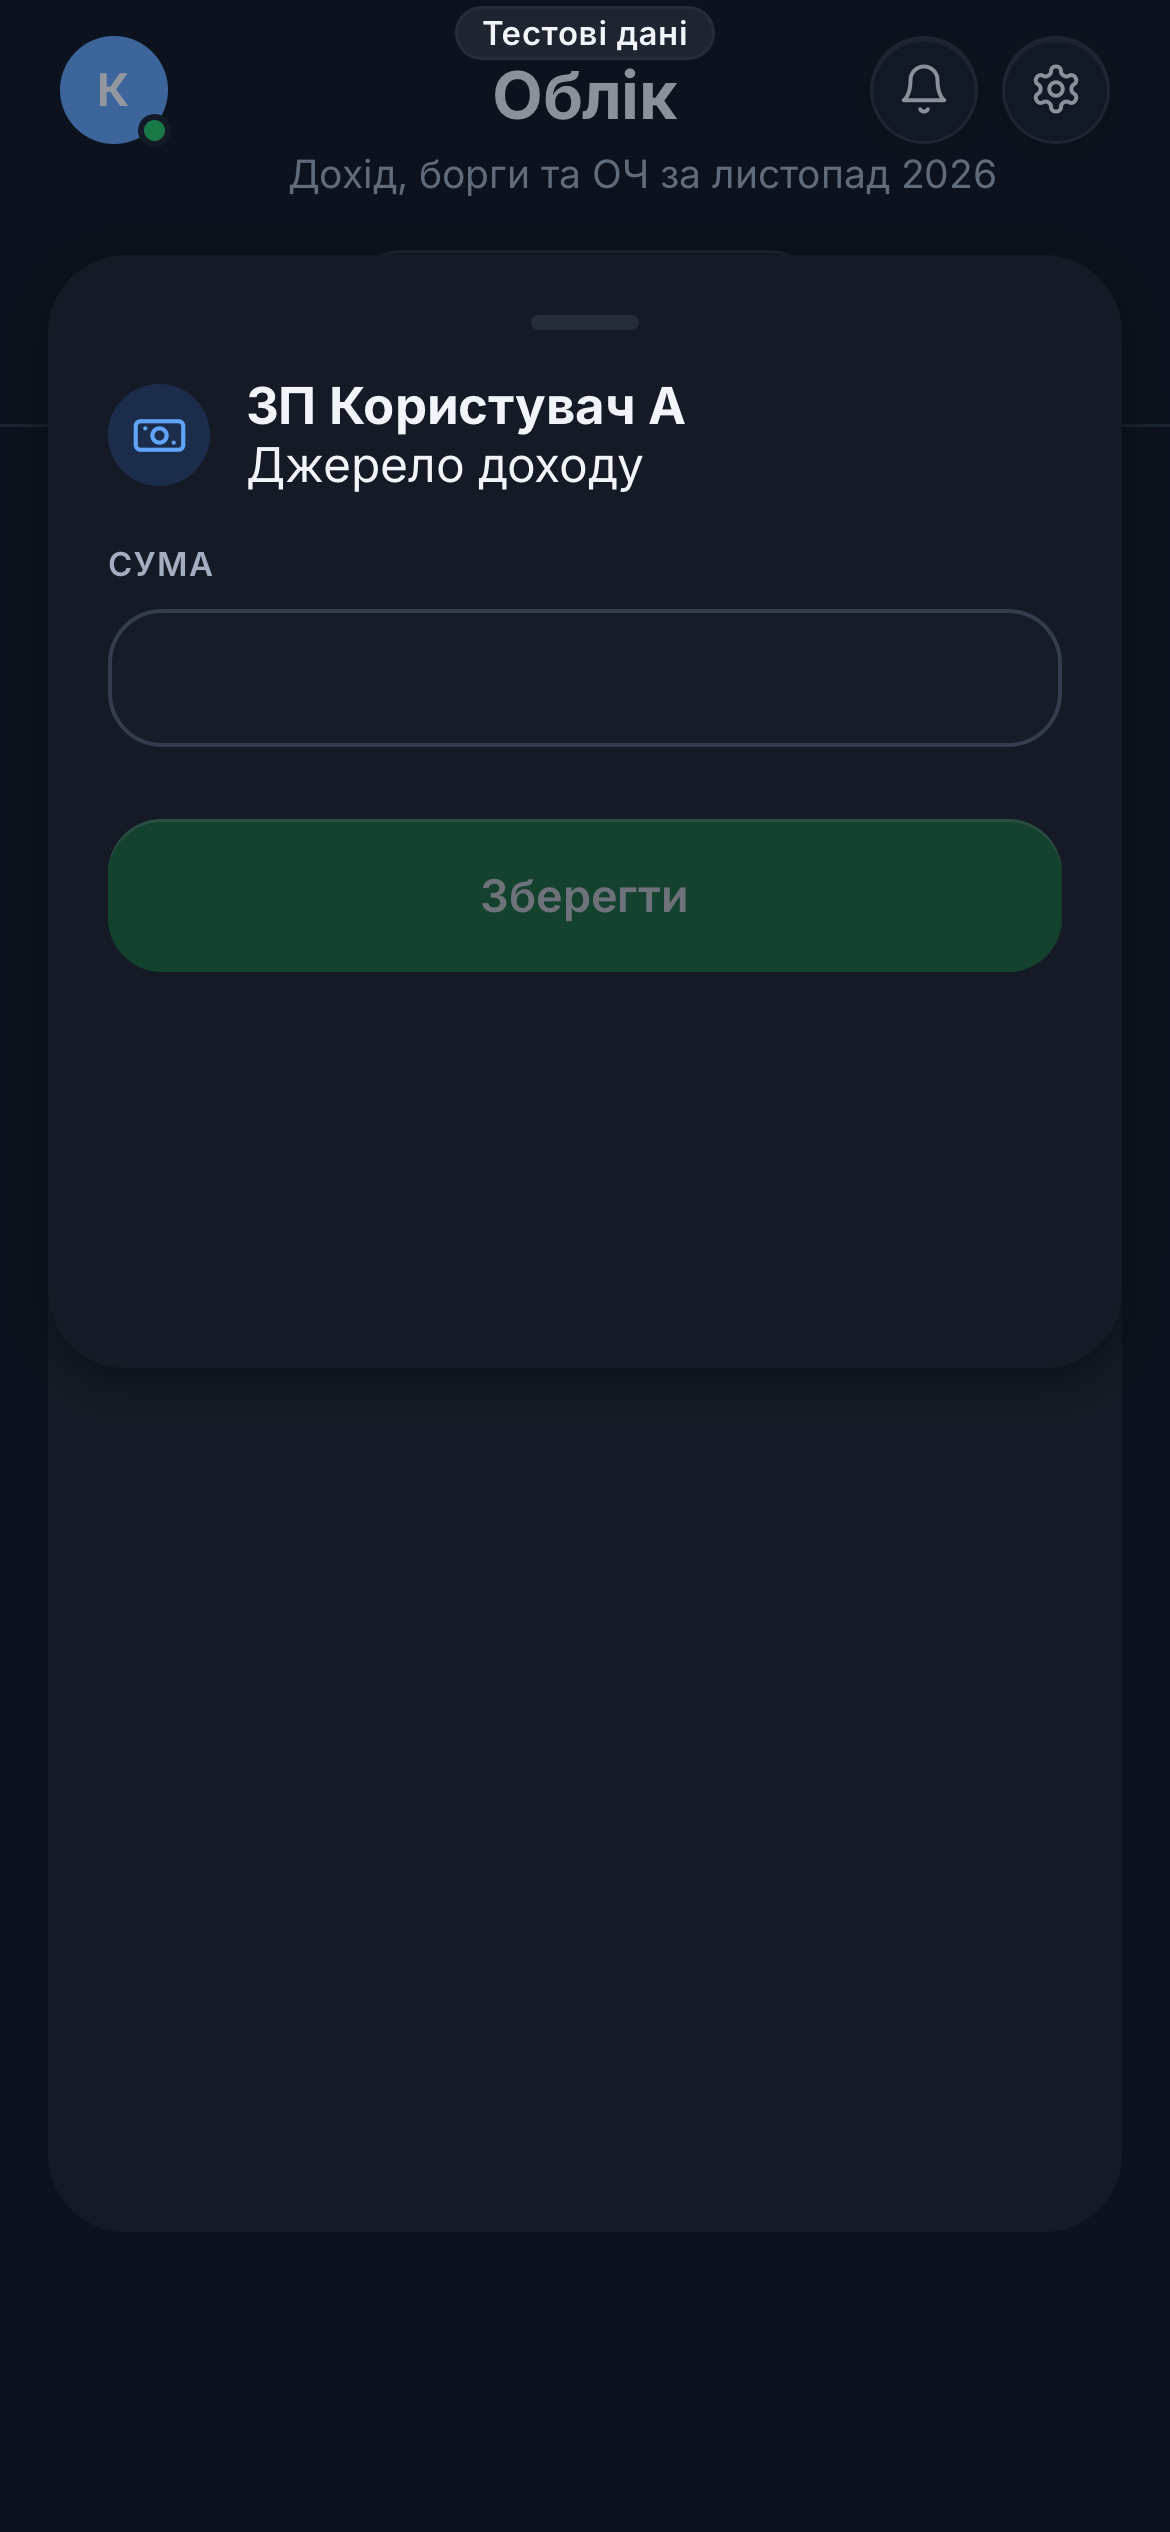 Тестові дані
К
Облік
Дохід, борги та ОЧ за листопад 2026
ЗП Користувач А
Джерело доходу
СУМА
Зберегти